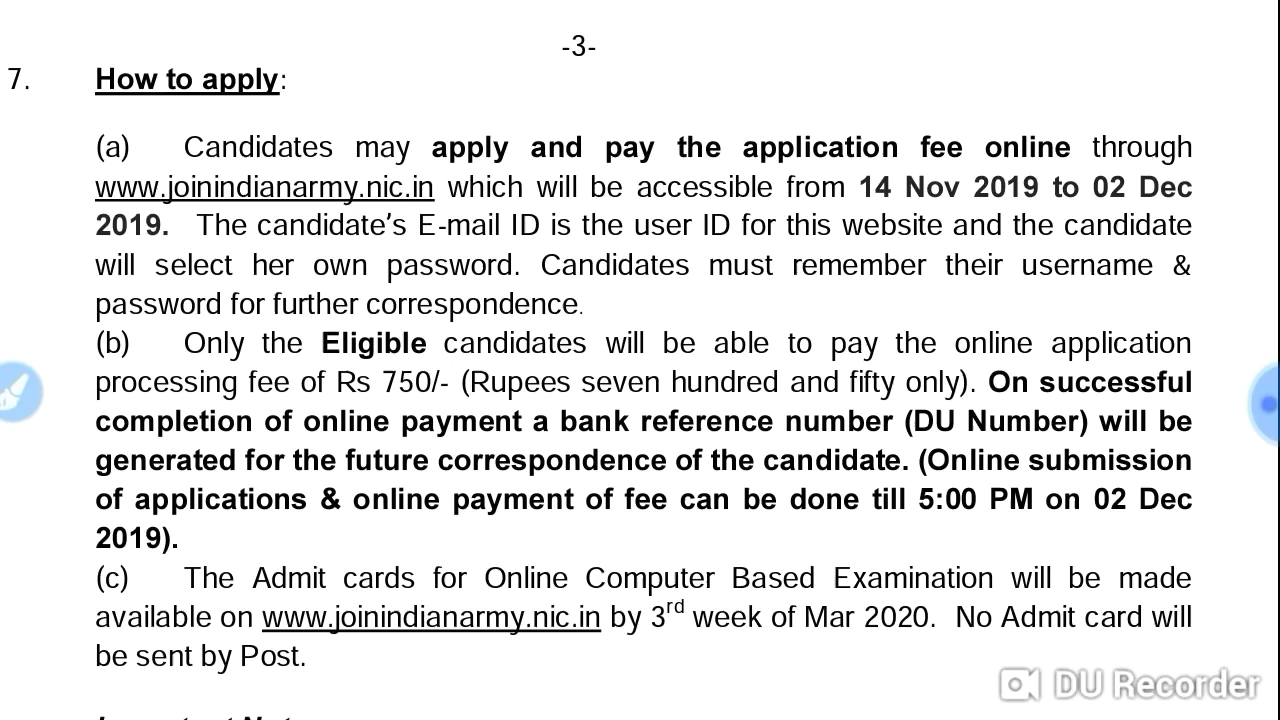 -3-
7. How to apply:
(a) Candidates may apply and pay the application fee online through
www.joinindianarmy.nic.in which will be accessible from 14 Nov 2019 to 02 Dec
2019. The candidate's E-mail ID is the user ID for this website and the candidate
will select her own password. Candidates must remember their username &
password for further correspondence.
(b) Only the Eligible candidates will be able to pay the online application
processing fee of Rs 750/- (Rupees seven hundred and fifty only). On successful
completion of online payment a bank reference number (DU Number) will be
generated for the future correspondence of the candidate. (Online submission
of applications & online payment of fee can be done till 5:00 PM on 02 Dec
2019).
(c) The Admit cards for Online Computer Based Examination will be made
available on www.joinindianarmy.nic.in by 3rd week of Mar 2020. No Admit card will
be sent by Post.
DU Recorder